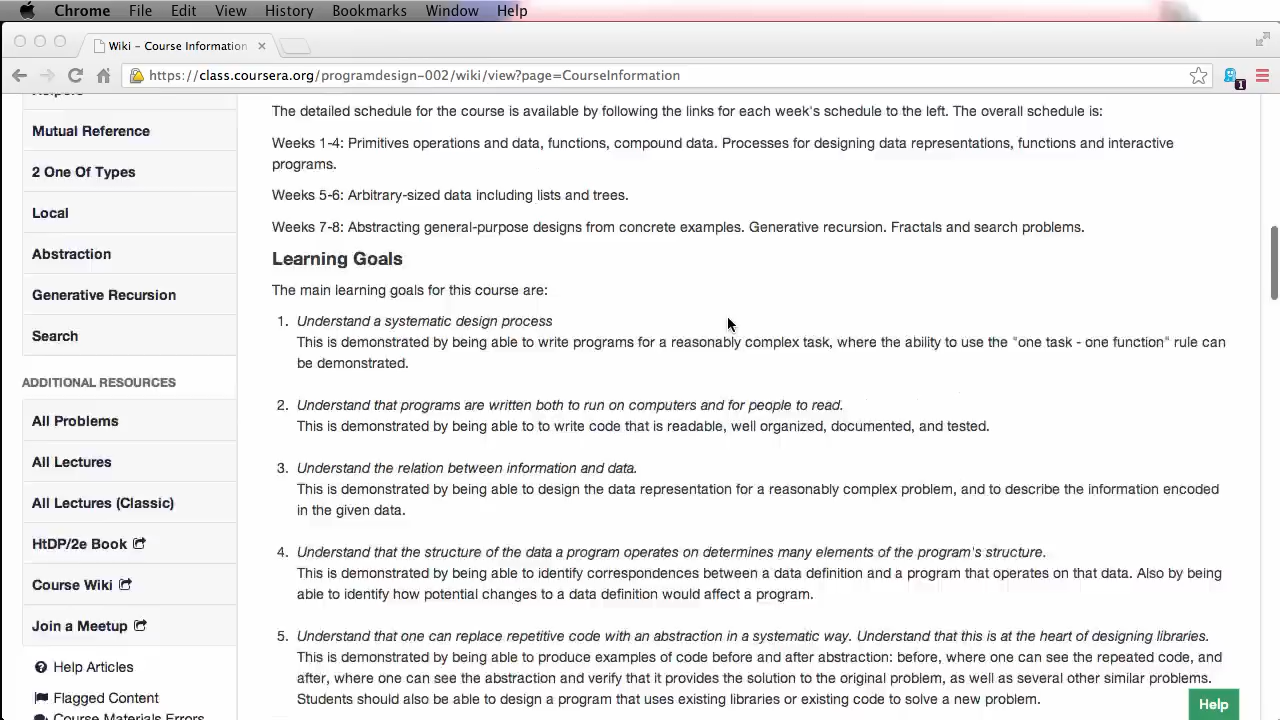 Chrome File Edit View History Bookmarks Window Help
Wiki – Course Information
https://class.coursera.org/programdesign-002/wiki/view?page=CourseInformation
1
Helpers
Mutual Reference
2 One Of Types
Local
Abstraction
Generative Recursion
Search
ADDITIONAL RESOURCES
All Problems
All Lectures
All Lectures (Classic)
HtDP/2e Book
Course Wiki
Join a Meetup
Help Articles
Flagged Content
Course Materials Errors
The detailed schedule for the course is available by following the links for each week's schedule to the left. The overall schedule is:
Weeks 1-4: Primitives operations and data, functions, compound data. Processes for designing data representations, functions and interactive
programs.
Weeks 5-6: Arbitrary-sized data including lists and trees.
Weeks 7-8: Abstracting general-purpose designs from concrete examples. Generative recursion. Fractals and search problems.
Learning Goals
The main learning goals for this course are:
1. Understand a systematic design process
This is demonstrated by being able to write programs for a reasonably complex task, where the ability to use the "one task - one function" rule can
be demonstrated.
2. Understand that programs are written both to run on computers and for people to read.
This is demonstrated by being able to to write code that is readable, well organized, documented, and tested.
3. Understand the relation between information and data.
This is demonstrated by being able to design the data representation for a reasonably complex problem, and to describe the information encoded
in the given data.
4. Understand that the structure of the data a program operates on determines many elements of the program's structure.
This is demonstrated by being able to identify correspondences between a data definition and a program that operates on that data. Also by being
able to identify how potential changes to a data definition would affect a program.
5. Understand that one can replace repetitive code with an abstraction in a systematic way. Understand that this is at the heart of designing libraries.
This is demonstrated by being able to produce examples of code before and after abstraction: before, where one can see the repeated code, and
after, where one can see the abstraction and verify that it provides the solution to the original problem, as well as several other similar problems.
Students should also be able to design a program that uses existing libraries or existing code to solve a new problem.
Help